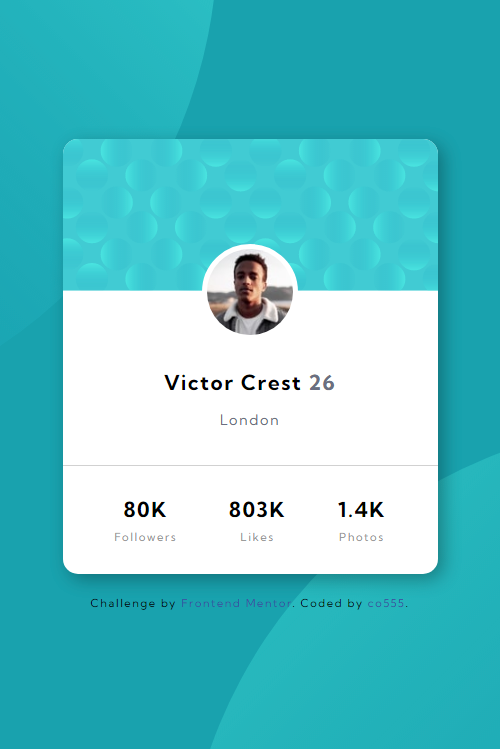 Victor Crest 26
London
80K 803K 1.4K
Followers Likes Photos
Challenge by Frontend Mentor. Coded by co555.